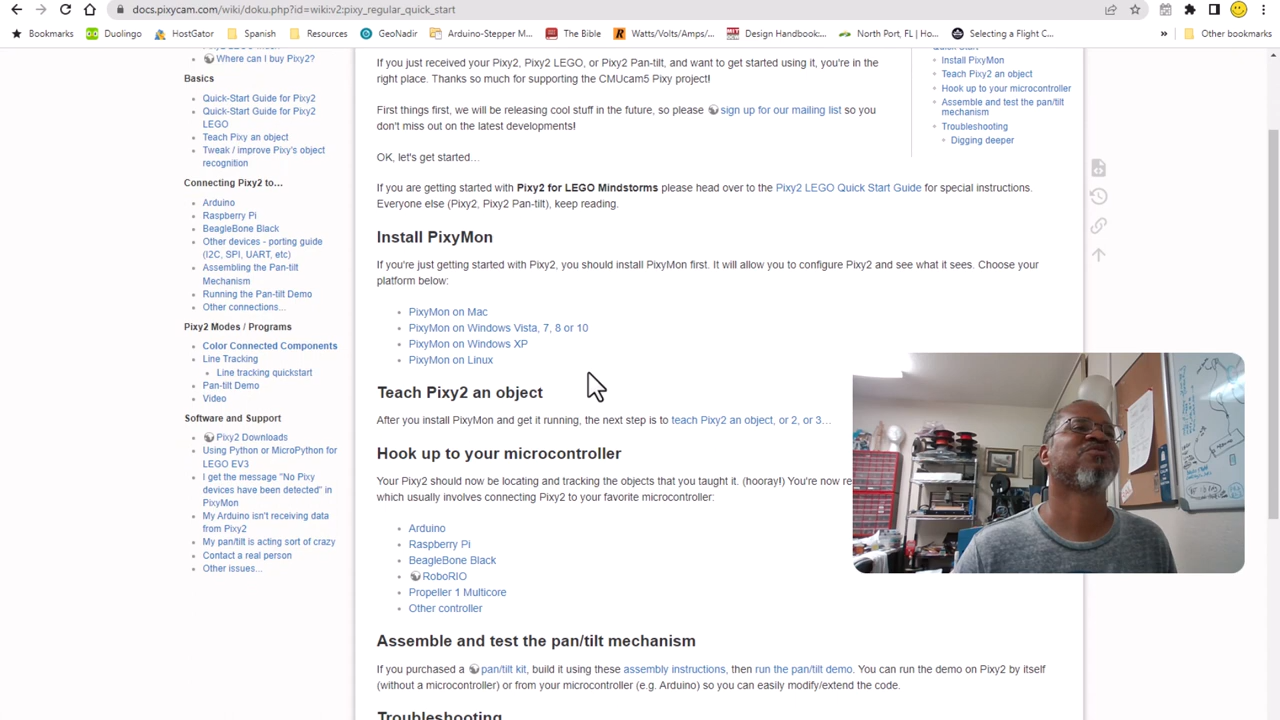 docs.pixycam.com/wiki/doku.php?id=wiki:v2:pixy_regular_quick_start
Bookmarks
Duolingo
HostGator
Spanish
Resources
GeoNadir
Arduino-Stepper M...
The Bible
Watts/Volts/Amps/...
Design Handbook:...
North Port, FL | Ho...
Selecting a Flight C...
»
Other bookmarks
Where can I buy Pixy2?
Basics
Quick-Start Guide for Pixy2
Quick-Start Guide for Pixy2
LEGO
Teach Pixy an object
Tweak / improve Pixy's object
recognition
Connecting Pixy2 to...
Arduino
Raspberry Pi
BeagleBone Black
Other devices - porting guide
(I2C, SPI, UART, etc)
Assembling the Pan-tilt
Mechanism
Running the Pan-tilt Demo
Other connections...
Pixy2 Modes / Programs
Color Connected Components
Line Tracking
Line tracking quickstart
Pan-tilt Demo
Video
Software and Support
Pixy2 Downloads
Using Python or MicroPython for
LEGO EV3
I get the message "No Pixy
devices have been detected" in
PixyMon
My Arduino isn't receiving data
from Pixy2
My pan/tilt is acting sort of crazy
Contact a real person
Other issues...
If you just received your Pixy2, Pixy2 LEGO, or Pixy2 Pan-tilt, and want to get started using it, you're in the
right place. Thanks so much for supporting the CMUcam5 Pixy project!
First things first, we will be releasing cool stuff in the future, so please sign up for our mailing list so you
don't miss out on the latest developments!
OK, let's get started...
If you are getting started with Pixy2 for LEGO Mindstorms please head over to the Pixy2 LEGO Quick Start Guide for special instructions.
Everyone else (Pixy2, Pixy2 Pan-tilt), keep reading.
Install PixyMon
If you're just getting started with Pixy2, you should install PixyMon first. It will allow you to configure Pixy2 and see what it sees. Choose your
platform below:
PixyMon on Mac
PixyMon on Windows Vista, 7, 8 or 10
PixyMon on Windows XP
PixyMon on Linux
Teach Pixy2 an object
After you install PixyMon and get it running, the next step is to teach Pixy2 an object, or 2, or 3...
Hook up to your microcontroller
Your Pixy2 should now be locating and tracking the objects that you taught it. (hooray!) You're now re
which usually involves connecting Pixy2 to your favorite microcontroller:
Arduino
Raspberry Pi
BeagleBone Black
RoboRIO
Propeller 1 Multicore
Other controller
Assemble and test the pan/tilt mechanism
If you purchased a pan/tilt kit, build it using these assembly instructions, then run the pan/tilt demo. You can run the demo on Pixy2 by itself
(without a microcontroller) or from your microcontroller (e.g. Arduino) so you can easily modify/extend the code.
Troubleshooting
Install PixyMon
Teach Pixy2 an object
Hook up to your microcontroller
Assemble and test the pan/tilt
mechanism
Troubleshooting
Digging deeper